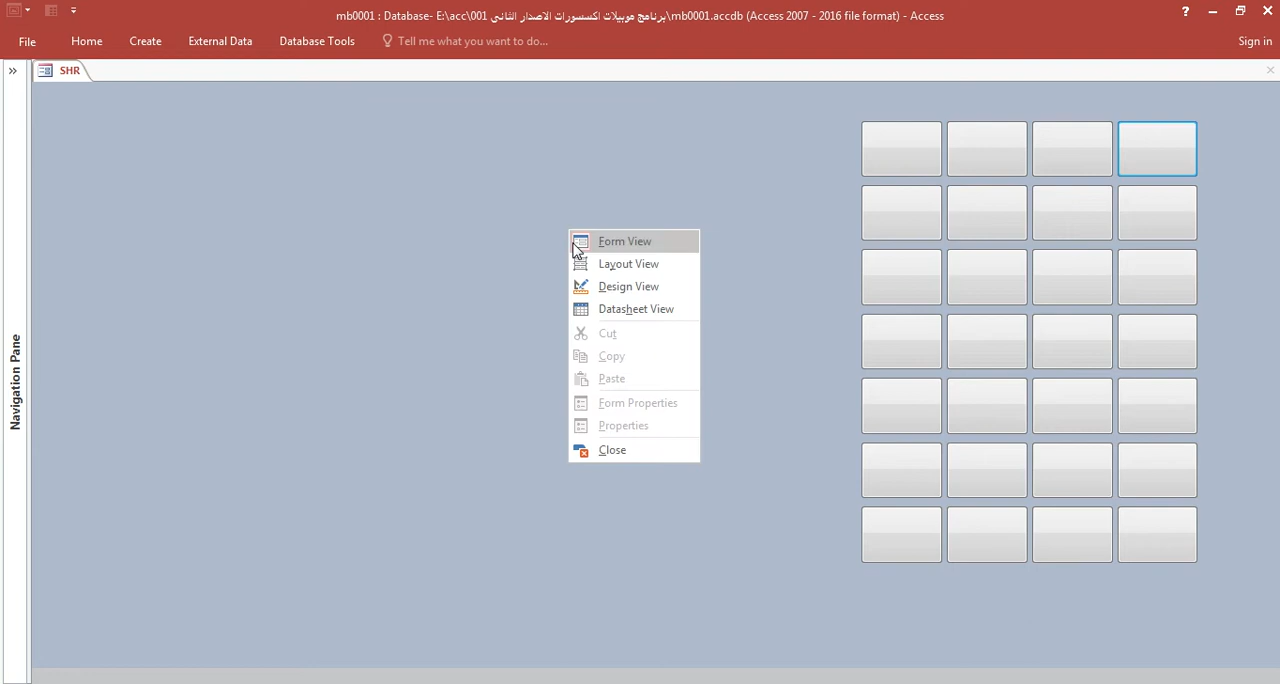 mb0001 : Database- E:\acc\001 برنامج موبيلات اكسسورات الاصدار الثانى\mb0001.accdb (Access 2007 - 2016 file format) - Access
?
File
Home
Create
External Data
Database Tools
Tell me what you want to do...
Sign in
»
SHR
Form View
Layout View
Design View
Datasheet View
Cut
Copy
Paste
Form Properties
Properties
Close
Navigation Pane